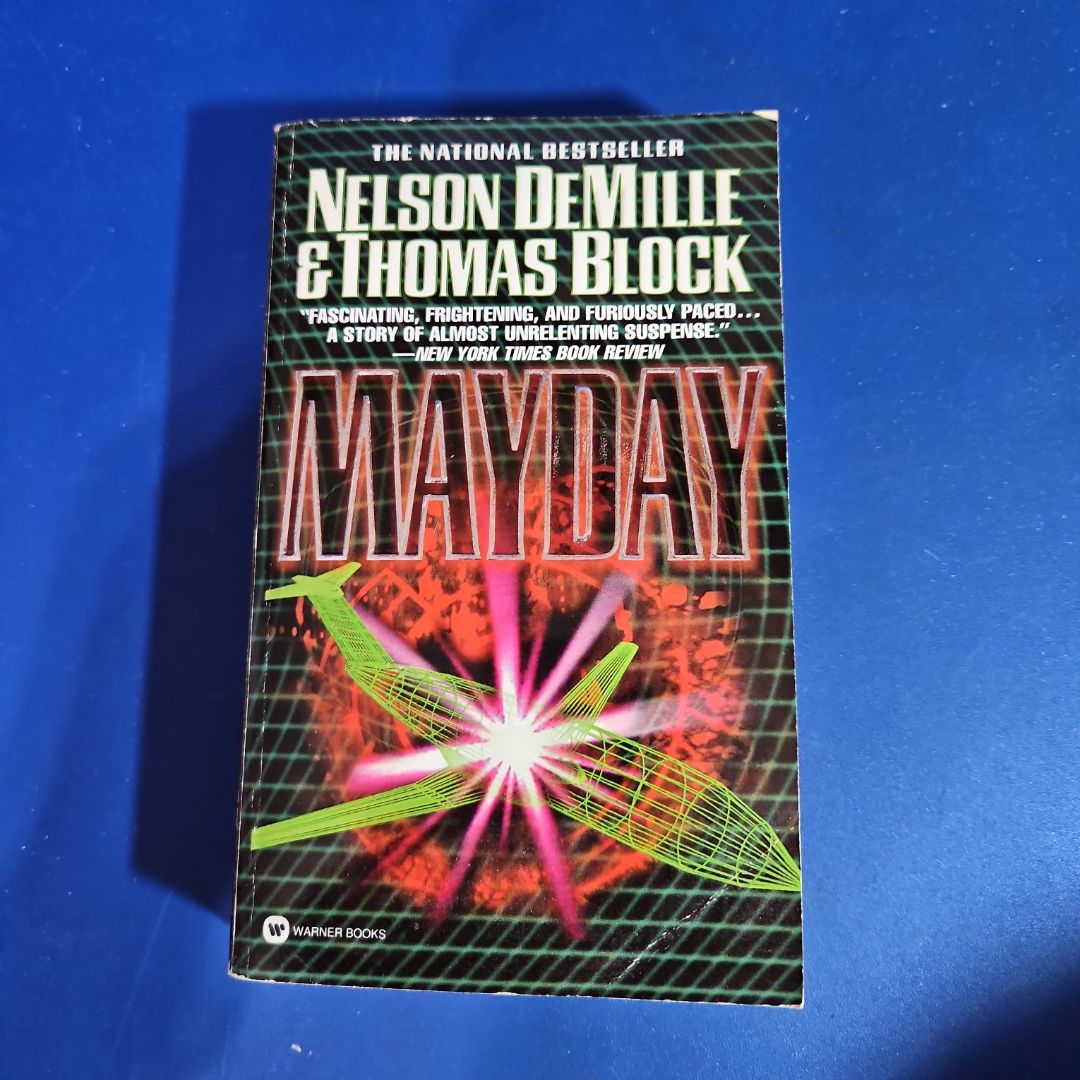 THE NATIONAL BESTSELLER
NELSON DEMILLE
& THOMAS BLOCK
"FASCINATING, FRIGHTENING, AND FURIOUSLY PACED...
A STORY OF ALMOST UNRELENTING SUSPENSE."
—NEW YORK TIMES BOOK REVIEW
MAYDAY
W WARNER BOOKS